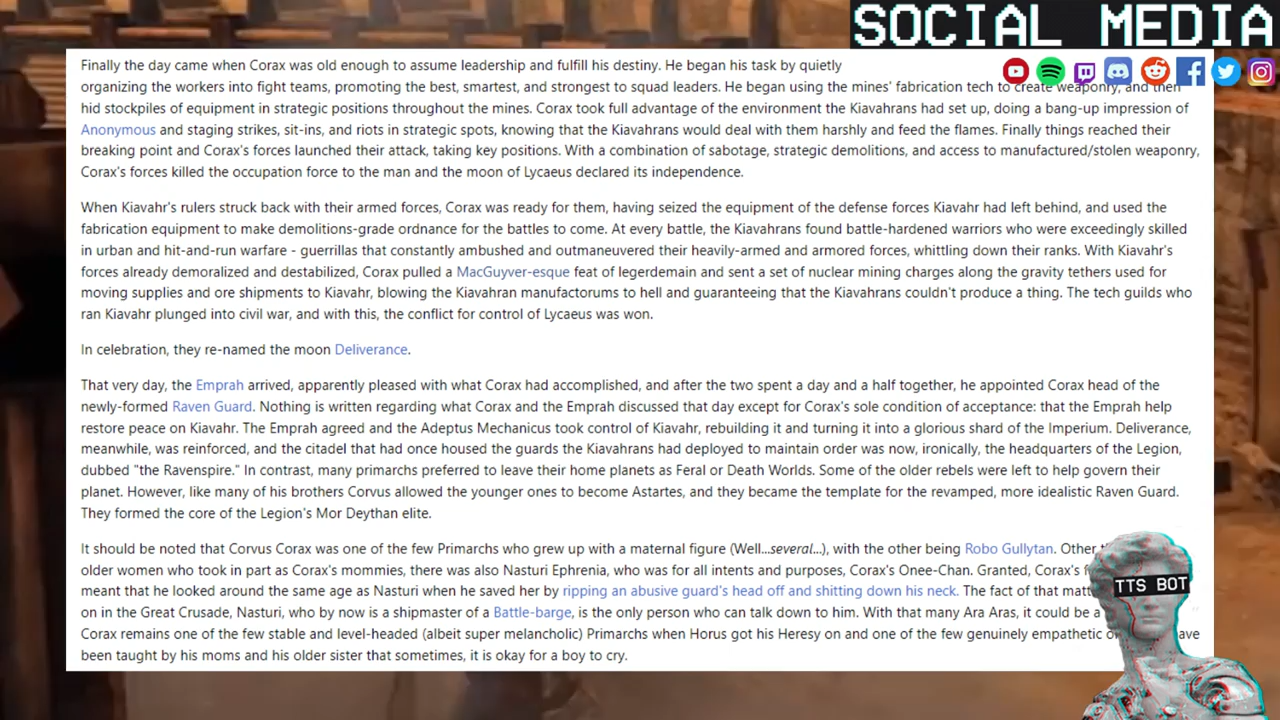 SOCIAL MEDIA
Finally the day came when Corax was old enough to assume leadership and fulfill his destiny. He began his task by quietly
organizing the workers into fight teams, promoting the best, smartest, and strongest to squad leaders. He began using the mines' fabrication tech to create weaponry, and then
hid stockpiles of equipment in strategic positions throughout the mines. Corax took full advantage of the environment the Kiavahrans had set up, doing a bang-up impression of
Anonymous and staging strikes, sit-ins, and riots in strategic spots, knowing that the Kiavahrans would deal with them harshly and feed the flames. Finally things reached their
breaking point and Corax's forces launched their attack, taking key positions. With a combination of sabotage, strategic demolitions, and access to manufactured/stolen weaponry,
Corax's forces killed the occupation force to the man and the moon of Lycaeus declared its independence.
When Kiavahr's rulers struck back with their armed forces, Corax was ready for them, having seized the equipment of the defense forces Kiavahr had left behind, and used the
fabrication equipment to make demolitions-grade ordnance for the battles to come. At every battle, the Kiavahrans found battle-hardened warriors who were exceedingly skilled
in urban and hit-and-run warfare - guerrillas that constantly ambushed and outmaneuvered their heavily-armed and armored forces, whittling down their ranks. With Kiavahr's
forces already demoralized and destabilized, Corax pulled a MacGuyver-esque feat of legerdemain and sent a set of nuclear mining charges along the gravity tethers used for
moving supplies and ore shipments to Kiavahr, blowing the Kiavahran manufactorums to hell and guaranteeing that the Kiavahrans couldn't produce a thing. The tech guilds who
ran Kiavahr plunged into civil war, and with this, the conflict for control of Lycaeus was won.
In celebration, they re-named the moon Deliverance.
That very day, the Emprah arrived, apparently pleased with what Corax had accomplished, and after the two spent a day and a half together, he appointed Corax head of the
newly-formed Raven Guard. Nothing is written regarding what Corax and the Emprah discussed that day except for Corax's sole condition of acceptance: that the Emprah help
restore peace on Kiavahr. The Emprah agreed and the Adeptus Mechanicus took control of Kiavahr, rebuilding it and turning it into a glorious shard of the Imperium. Deliverance,
meanwhile, was reinforced, and the citadel that had once housed the guards the Kiavahrans had deployed to maintain order was now, ironically, the headquarters of the Legion,
dubbed "the Ravenspire." In contrast, many primarchs preferred to leave their home planets as Feral or Death Worlds. Some of the older rebels were left to help govern their
planet. However, like many of his brothers Corvus allowed the younger ones to become Astartes, and they became the template for the revamped, more idealistic Raven Guard.
They formed the core of the Legion's Mor Deythan elite.
It should be noted that Corvus Corax was one of the few Primarchs who grew up with a maternal figure (Well...several...), with the other being Robo Gullytan. Other
older women who took in part as Corax's mommies, there was also Nasturi Ephrenia, who was for all intents and purposes, Corax's Onee-Chan. Granted, Corax's
meant that he looked around the same age as Nasturi when he saved her by ripping an abusive guard's head off and shitting down his neck. The fact of that
on in the Great Crusade, Nasturi, who by now is a shipmaster of a Battle-barge, is the only person who can talk down to him. With that many Ara Aras, it could be a
Corax remains one of the few stable and level-headed (albeit super melancholic) Primarchs when Horus got his Heresy on and one of the few genuinely empathetic
been taught by his moms and his older sister that sometimes, it is okay for a boy to cry.
TTS BOT